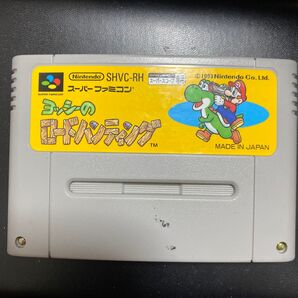 Nintendo SHVC-RH
© 1993 Nintendo Co., Ltd.
スーパーファミコン
ヨッシーの
ロードハンティング
TM
MADE IN JAPAN